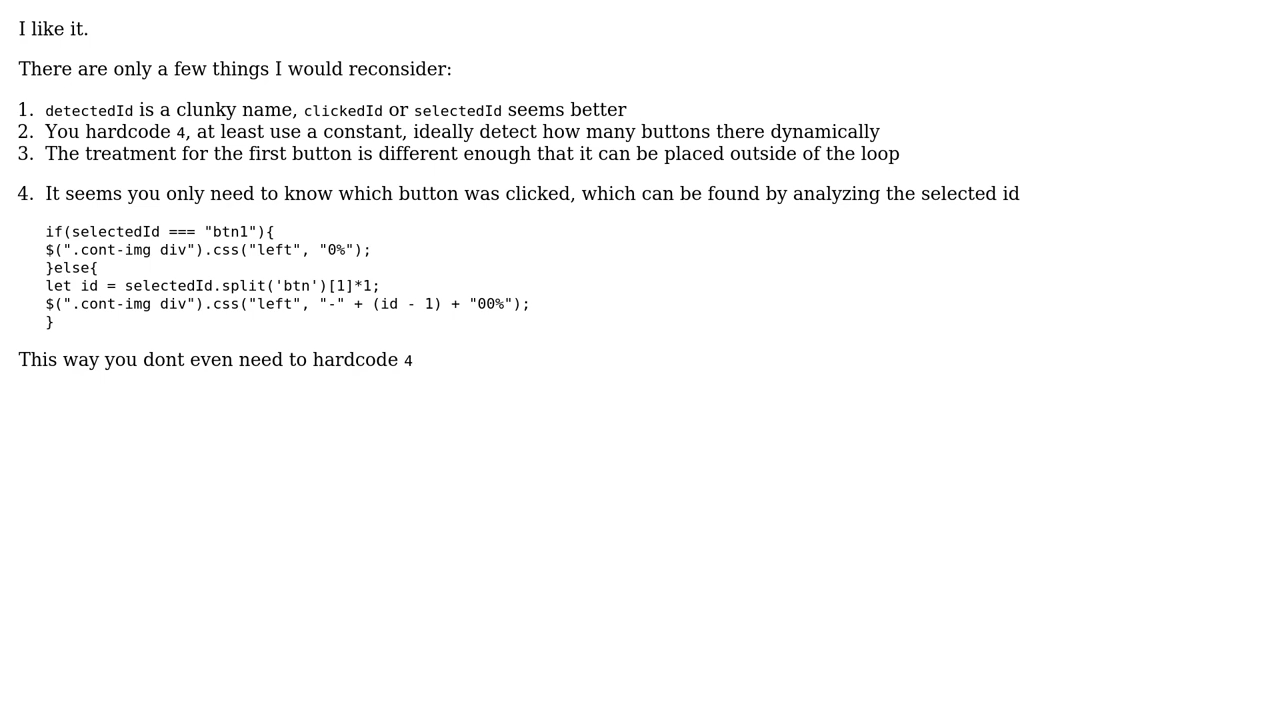 I like it.
There are only a few things I would reconsider:
1. detectedId is a clunky name, clickedId or selectedId seems better
2. You hardcode 4, at least use a constant, ideally detect how many buttons there dynamically
3. The treatment for the first button is different enough that it can be placed outside of the loop
4. It seems you only need to know which button was clicked, which can be found by analyzing the selected id
if(selectedId === "btn1"){
$(".cont-img div").css("left", "0%");
}else{
let id = selectedId.split('btn')[1]*1;
$(".cont-img div").css("left", "-" + (id - 1) + "00%");
}
This way you dont even need to hardcode 4